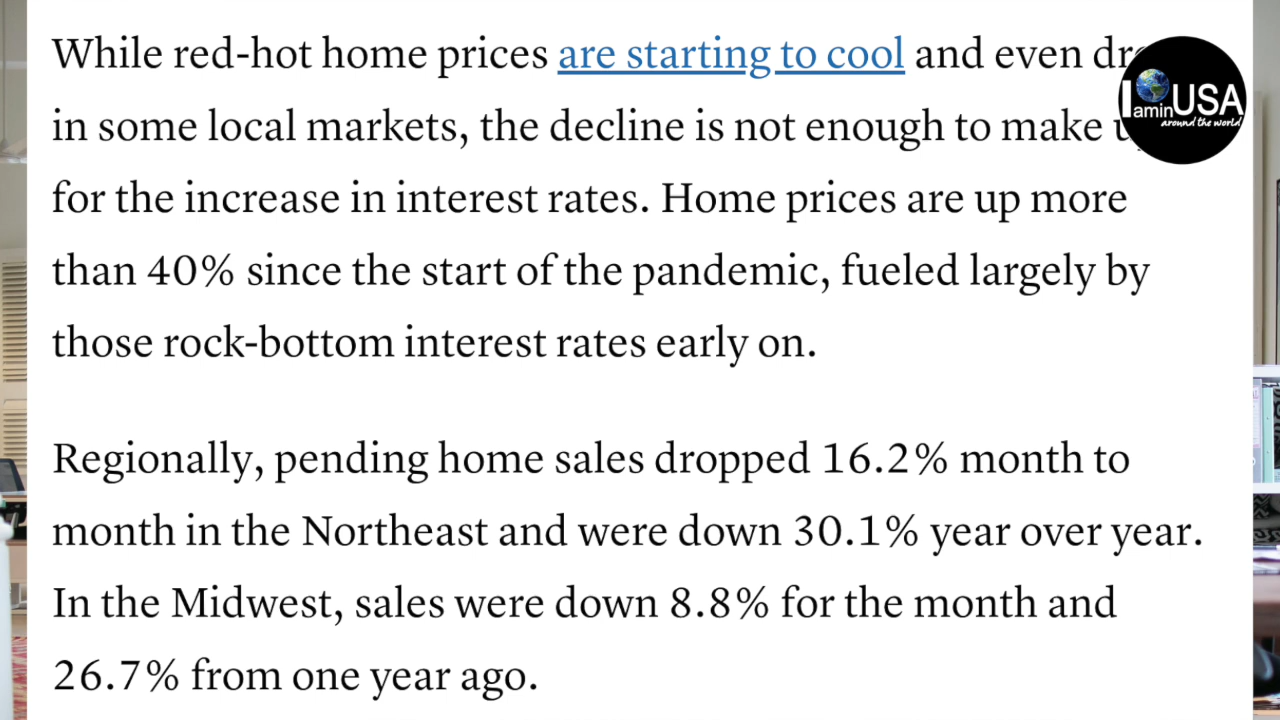 While red-hot home prices are starting to cool and even
in some local markets, the decline is not enough to make
for the increase in interest rates. Home prices are up more
than 40% since the start of the pandemic, fueled largely by
those rock-bottom interest rates early on.
Regionally, pending home sales dropped 16.2% month to
month in the Northeast and were down 30.1% year over year.
In the Midwest, sales were down 8.8% for the month and
26.7% from one year ago.
I amin USA
around the world